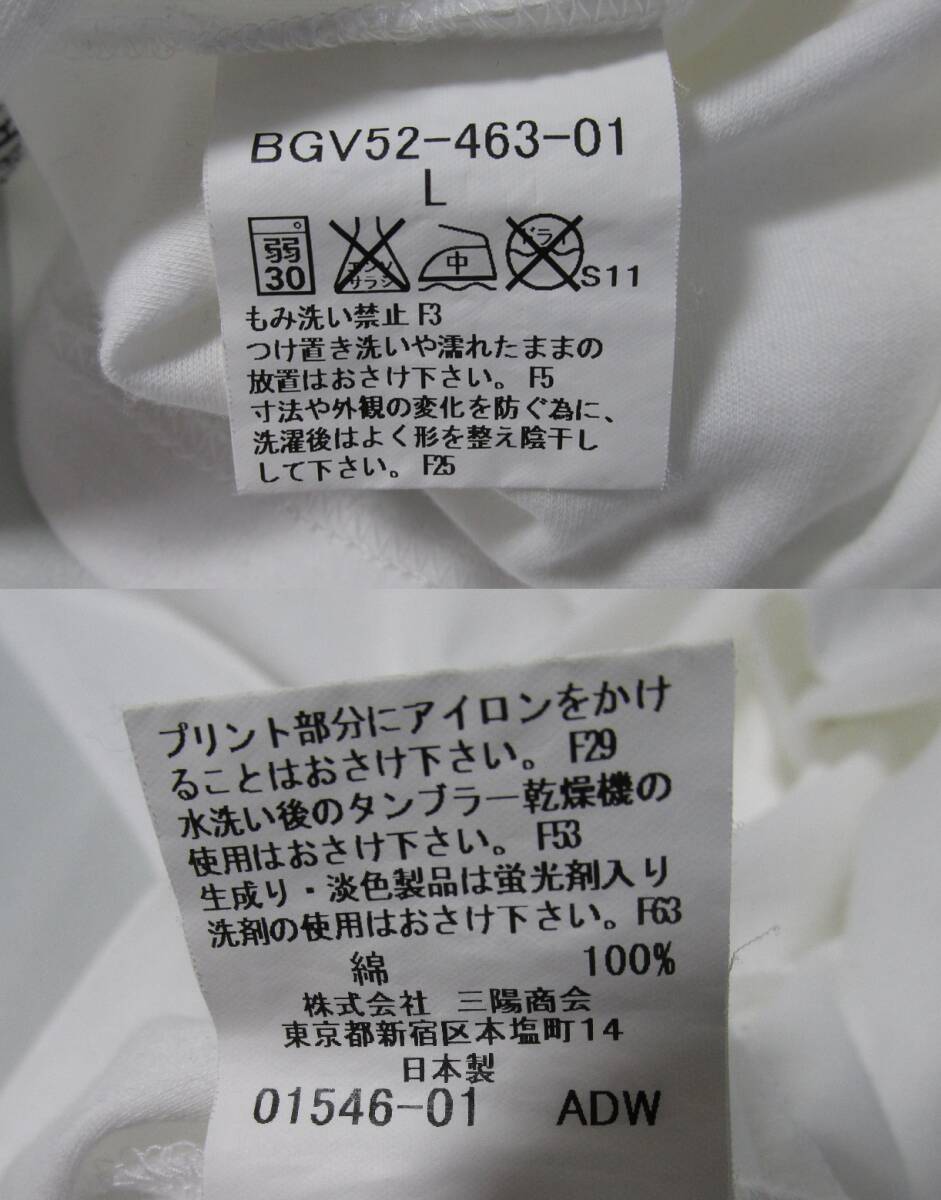 BGV52-463-01
L
弱
30
エンソ
サラシ
中
ドライ
S11
もみ洗い禁止 F3
つけ置き洗いや濡れたままの
放置はおさけ下さい。 F5
寸法や外観の変化を防ぐ為に、
洗濯後はよく形を整え陰干し
して下さい。 F25
プリント部分にアイロンをかけ
ることはおさけ下さい。 F29
水洗い後のタンブラー乾燥機の
使用はおさけ下さい。 F53
生成り・淡色製品は蛍光剤入り
洗剤の使用はおさけ下さい。F63
綿 100%
株式会社 三陽商会
東京都新宿区本塩町14
日本製
01546-01 ADW